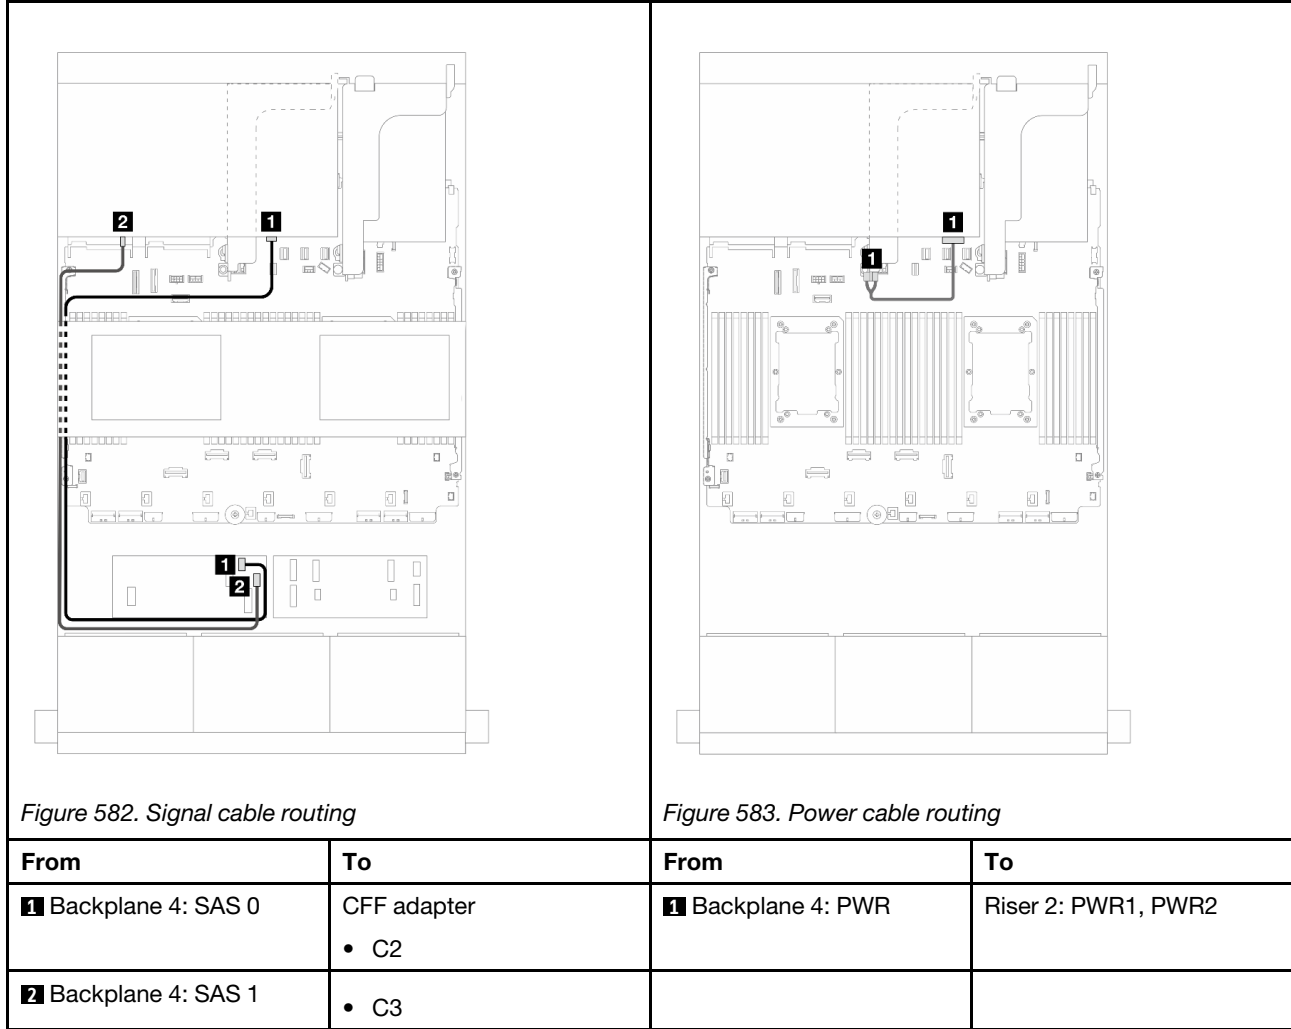 2
1
1
2
Figure 582. Signal cable routing
1
1
Figure 583. Power cable routing
From To From To
1 Backplane 4: SAS 0 CFF adapter 1 Backplane 4: PWR Riser 2: PWR1, PWR2
• C2
2 Backplane 4: SAS 1
• C3